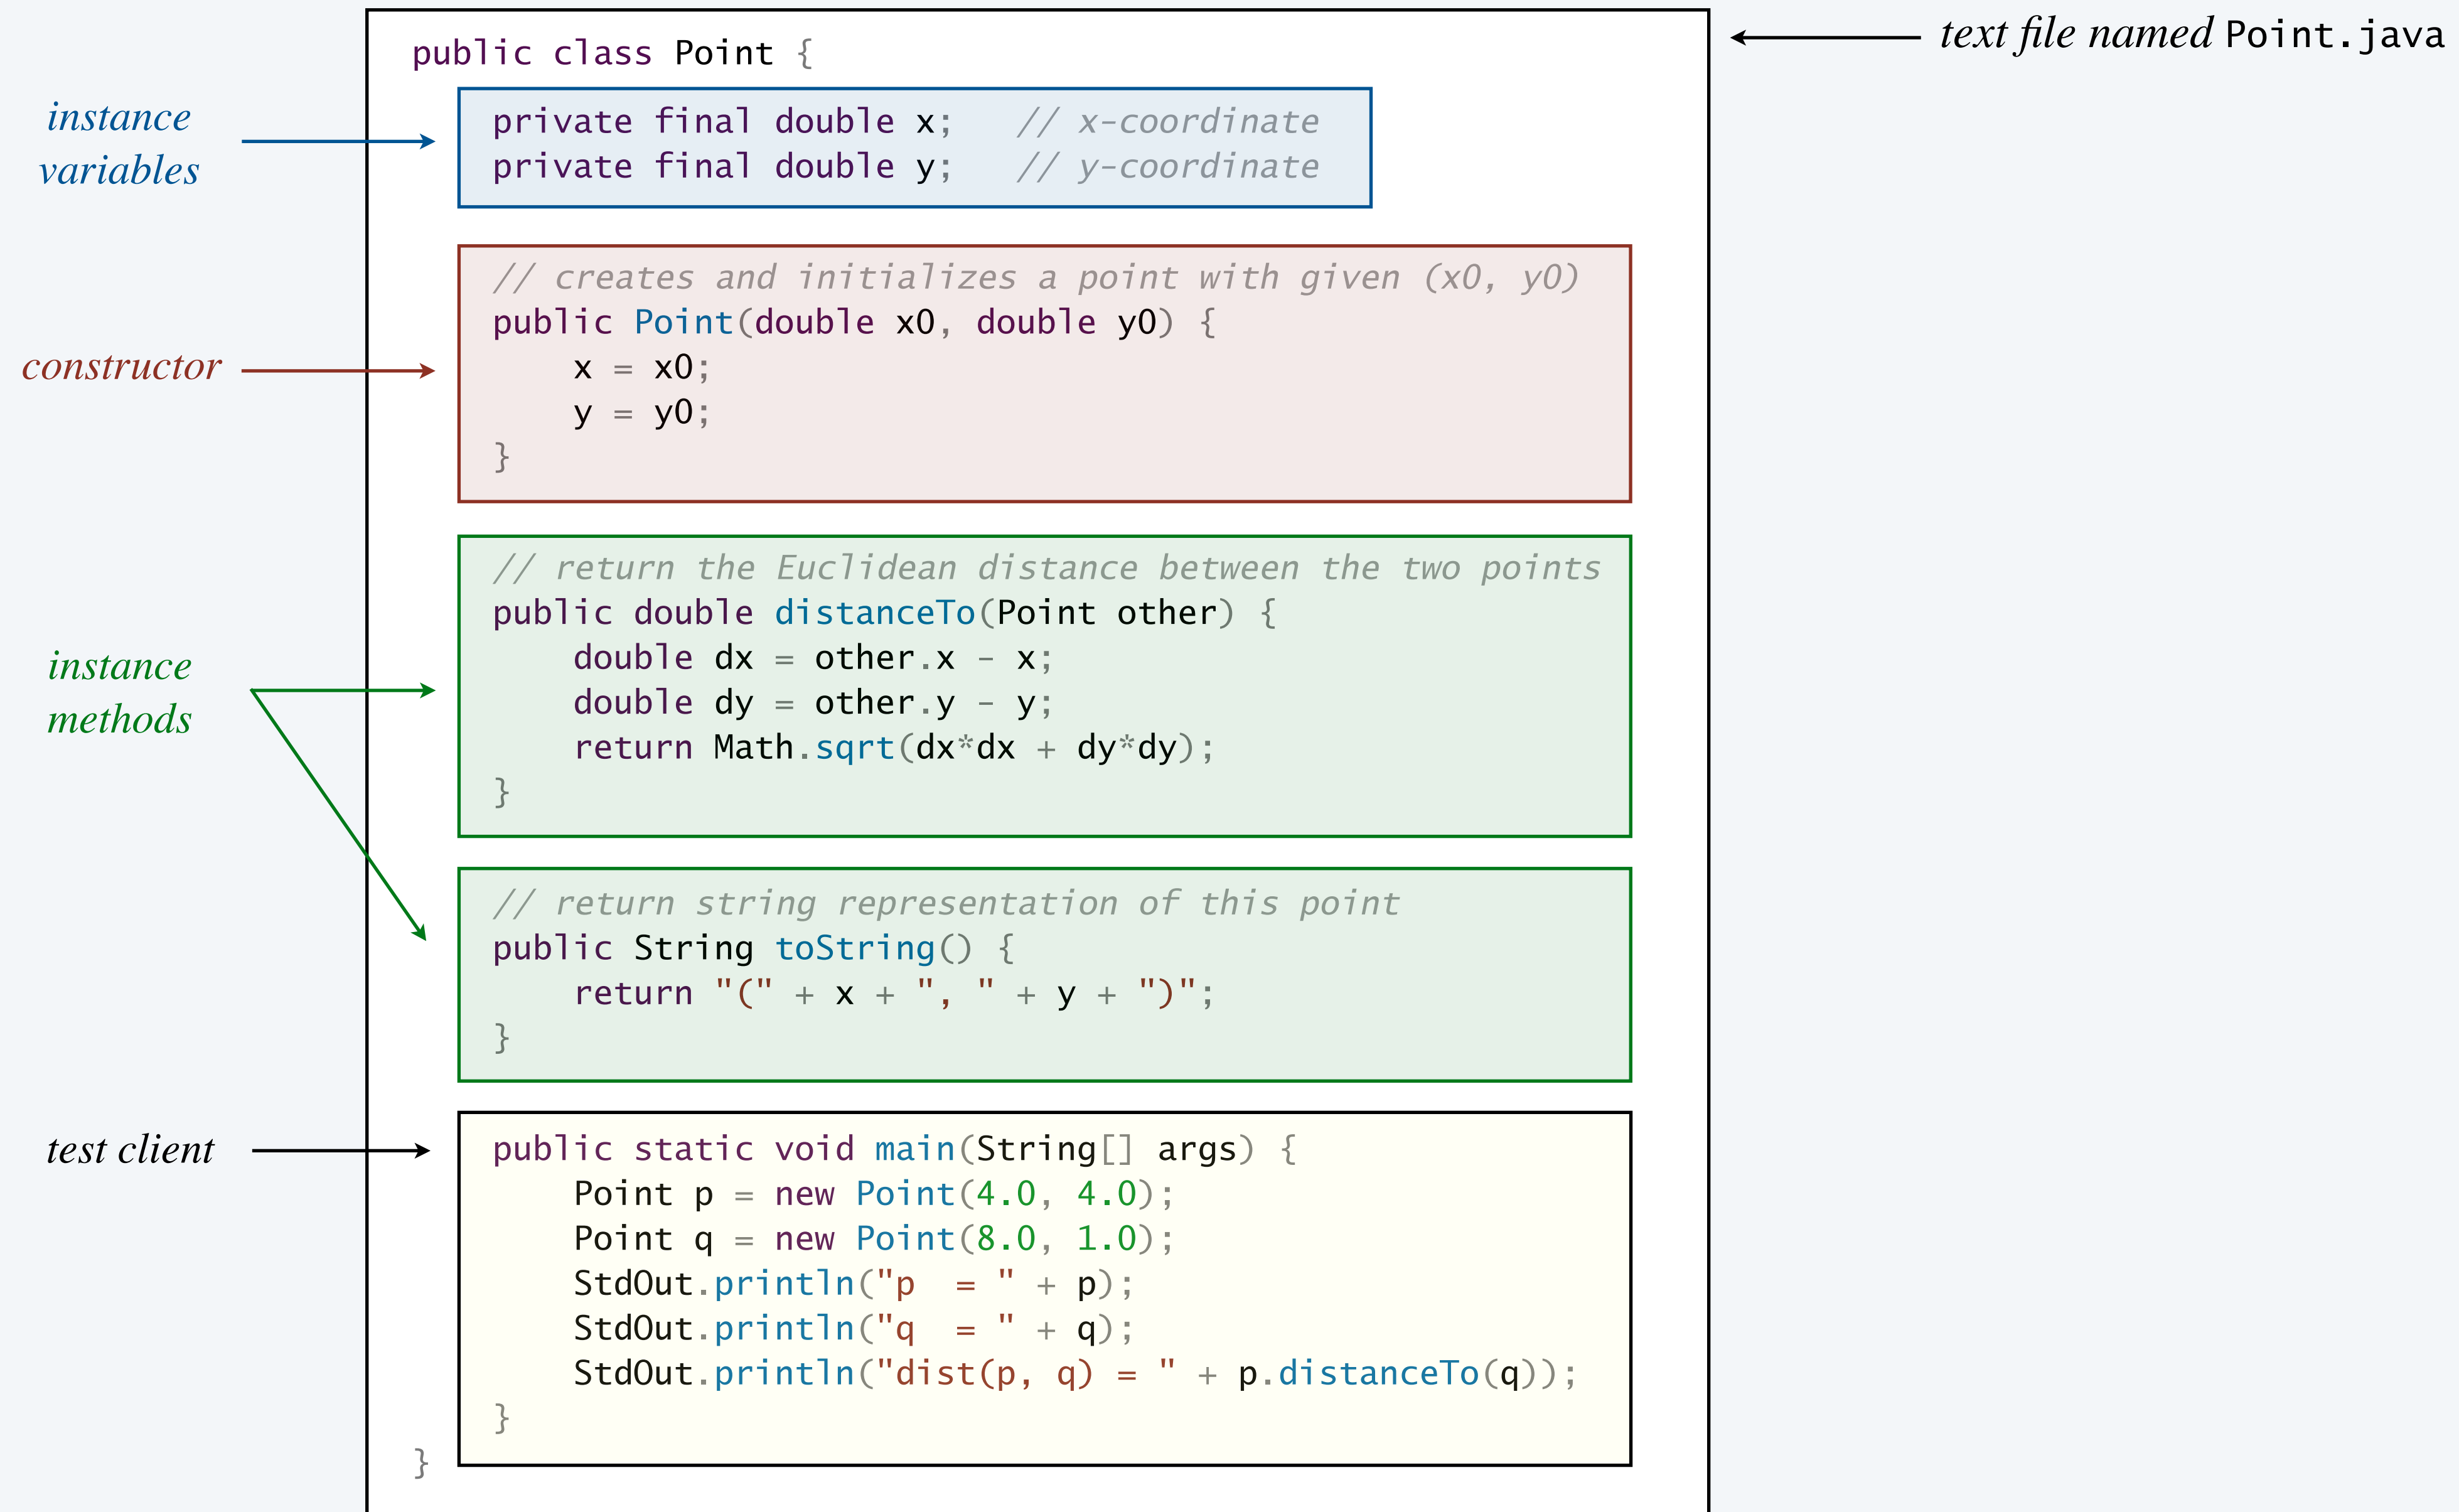 public class Point {
text file named Point.java
instance
variables
    private final double x;   // x-coordinate
    private final double y;   // y-coordinate
constructor
    // creates and initializes a point with given (x0, y0)
    public Point(double x0, double y0) {
        x = x0;
        y = y0;
    }
instance
methods
    // return the Euclidean distance between the two points
    public double distanceTo(Point other) {
        double dx = other.x - x;
        double dy = other.y - y;
        return Math.sqrt(dx*dx + dy*dy);
    }
    // return string representation of this point
    public String toString() {
        return "(" + x + ", " + y + ")";
    }
test client
    public static void main(String[] args) {
        Point p = new Point(4.0, 4.0);
        Point q = new Point(8.0, 1.0);
        StdOut.println("p  = " + p);
        StdOut.println("q  = " + q);
        StdOut.println("dist(p, q) = " + p.distanceTo(q));
    }
}